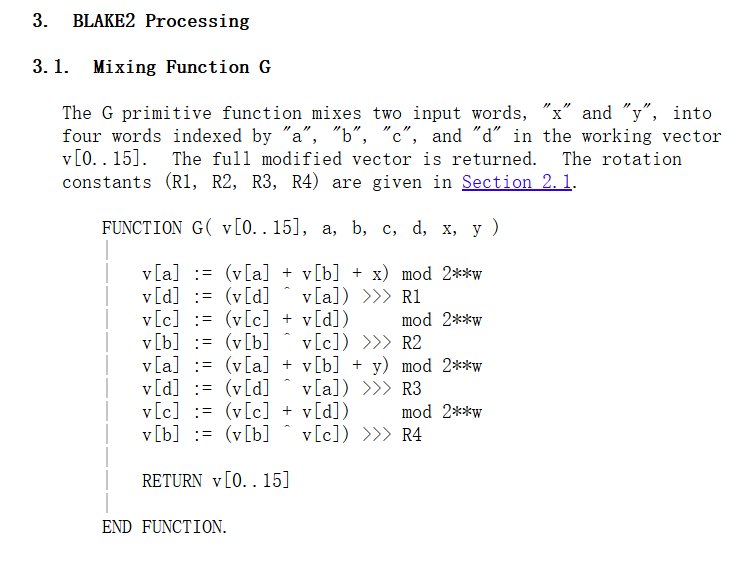 3.  BLAKE2 Processing
3.1.  Mixing Function G
The G primitive function mixes two input words, "x" and "y", into
four words indexed by "a", "b", "c", and "d" in the working vector
v[0..15].  The full modified vector is returned.  The rotation
constants (R1, R2, R3, R4) are given in Section 2.1.
FUNCTION G( v[0..15], a, b, c, d, x, y )
|
|   v[a] := (v[a] + v[b] + x) mod 2**w
|   v[d] := (v[d] ^ v[a]) >>> R1
|   v[c] := (v[c] + v[d])     mod 2**w
|   v[b] := (v[b] ^ v[c]) >>> R2
|   v[a] := (v[a] + v[b] + y) mod 2**w
|   v[d] := (v[d] ^ v[a]) >>> R3
|   v[c] := (v[c] + v[d])     mod 2**w
|   v[b] := (v[b] ^ v[c]) >>> R4
|
|   RETURN v[0..15]
|
END FUNCTION.